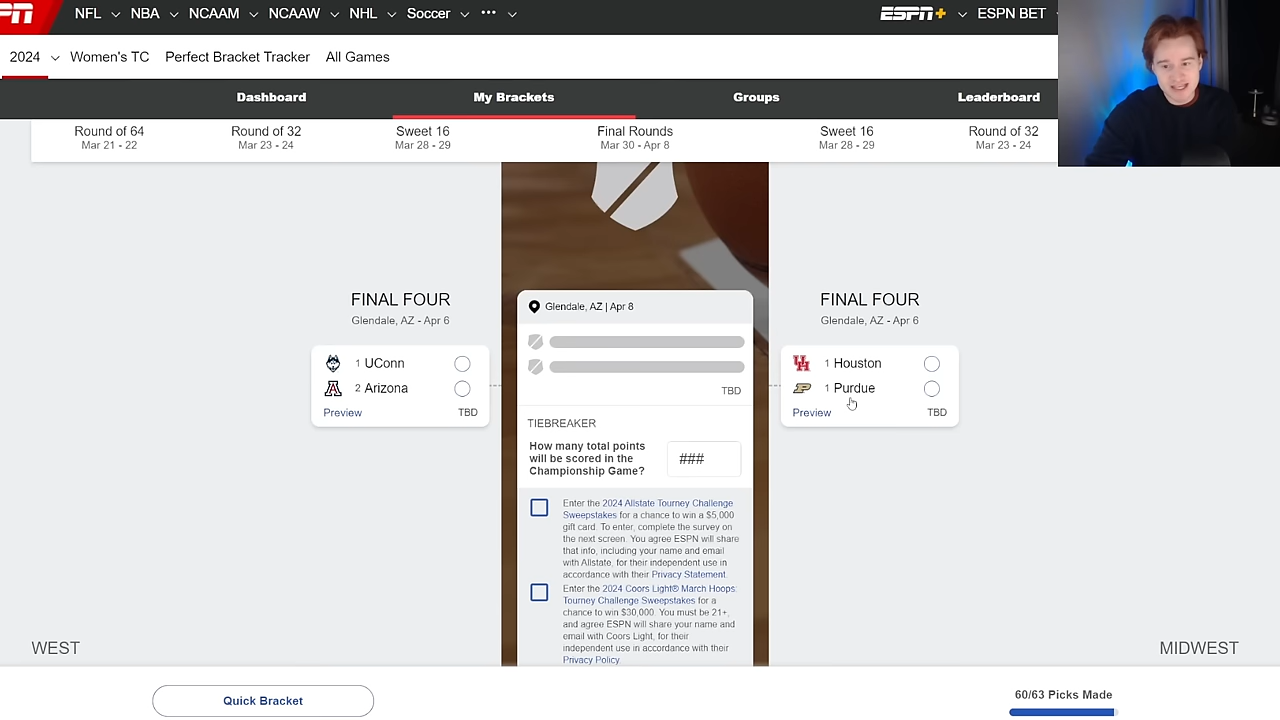 NFL NBA NCAAM NCAAW NHL Soccer ESPN+ ESPN BET
2024 Women's TC Perfect Bracket Tracker All Games
Dashboard My Brackets Groups Leaderboard
Round of 64 Round of 32 Sweet 16 Final Rounds Sweet 16 Round of 32
Mar 21 - 22 Mar 23 - 24 Mar 28 - 29 Mar 30 - Apr 8 Mar 28 - 29 Mar 23 - 24
FINAL FOUR
Glendale, AZ - Apr 6
1 UConn
2 Arizona
Preview TBD
Glendale, AZ | Apr 8
TBD
TIEBREAKER
How many total points
will be scored in the
Championship Game?
###
Enter the 2024 Allstate Tourney Challenge
Sweepstakes for a chance to win a $5,000
gift card. To enter, complete the survey on
the next screen. You agree ESPN will share
that info, including your name and email
with Allstate, for their independent use in
accordance with their Privacy Statement.
Enter the 2024 Coors Light® March Hoops:
Tourney Challenge Sweepstakes for a
chance to win $30,000. You must be 21+,
and agree ESPN will share your name and
email with Coors Light, for their
independent use in accordance with their
Privacy Policy
FINAL FOUR
Glendale, AZ - Apr 6
1 Houston
1 Purdue
Preview TBD
WEST MIDWEST
Quick Bracket
60/63 Picks Made